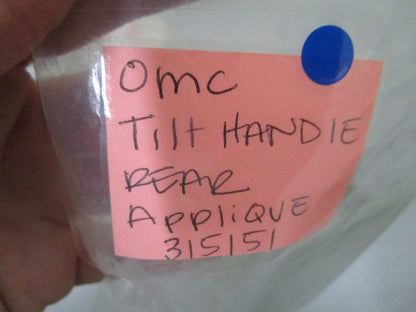 Omc
TilT HANDlE
REAR
AppliQUE
315151